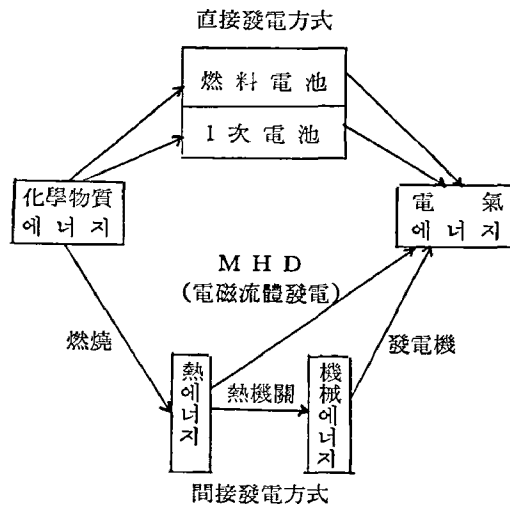 直接發電方式
燃料電池
1次電池
化學物質
에너지
電氣
에너지
M H D
(電磁流體發電)
燃燒
發電機
熱에너지
熱機關
機械에너지
間接發電方式